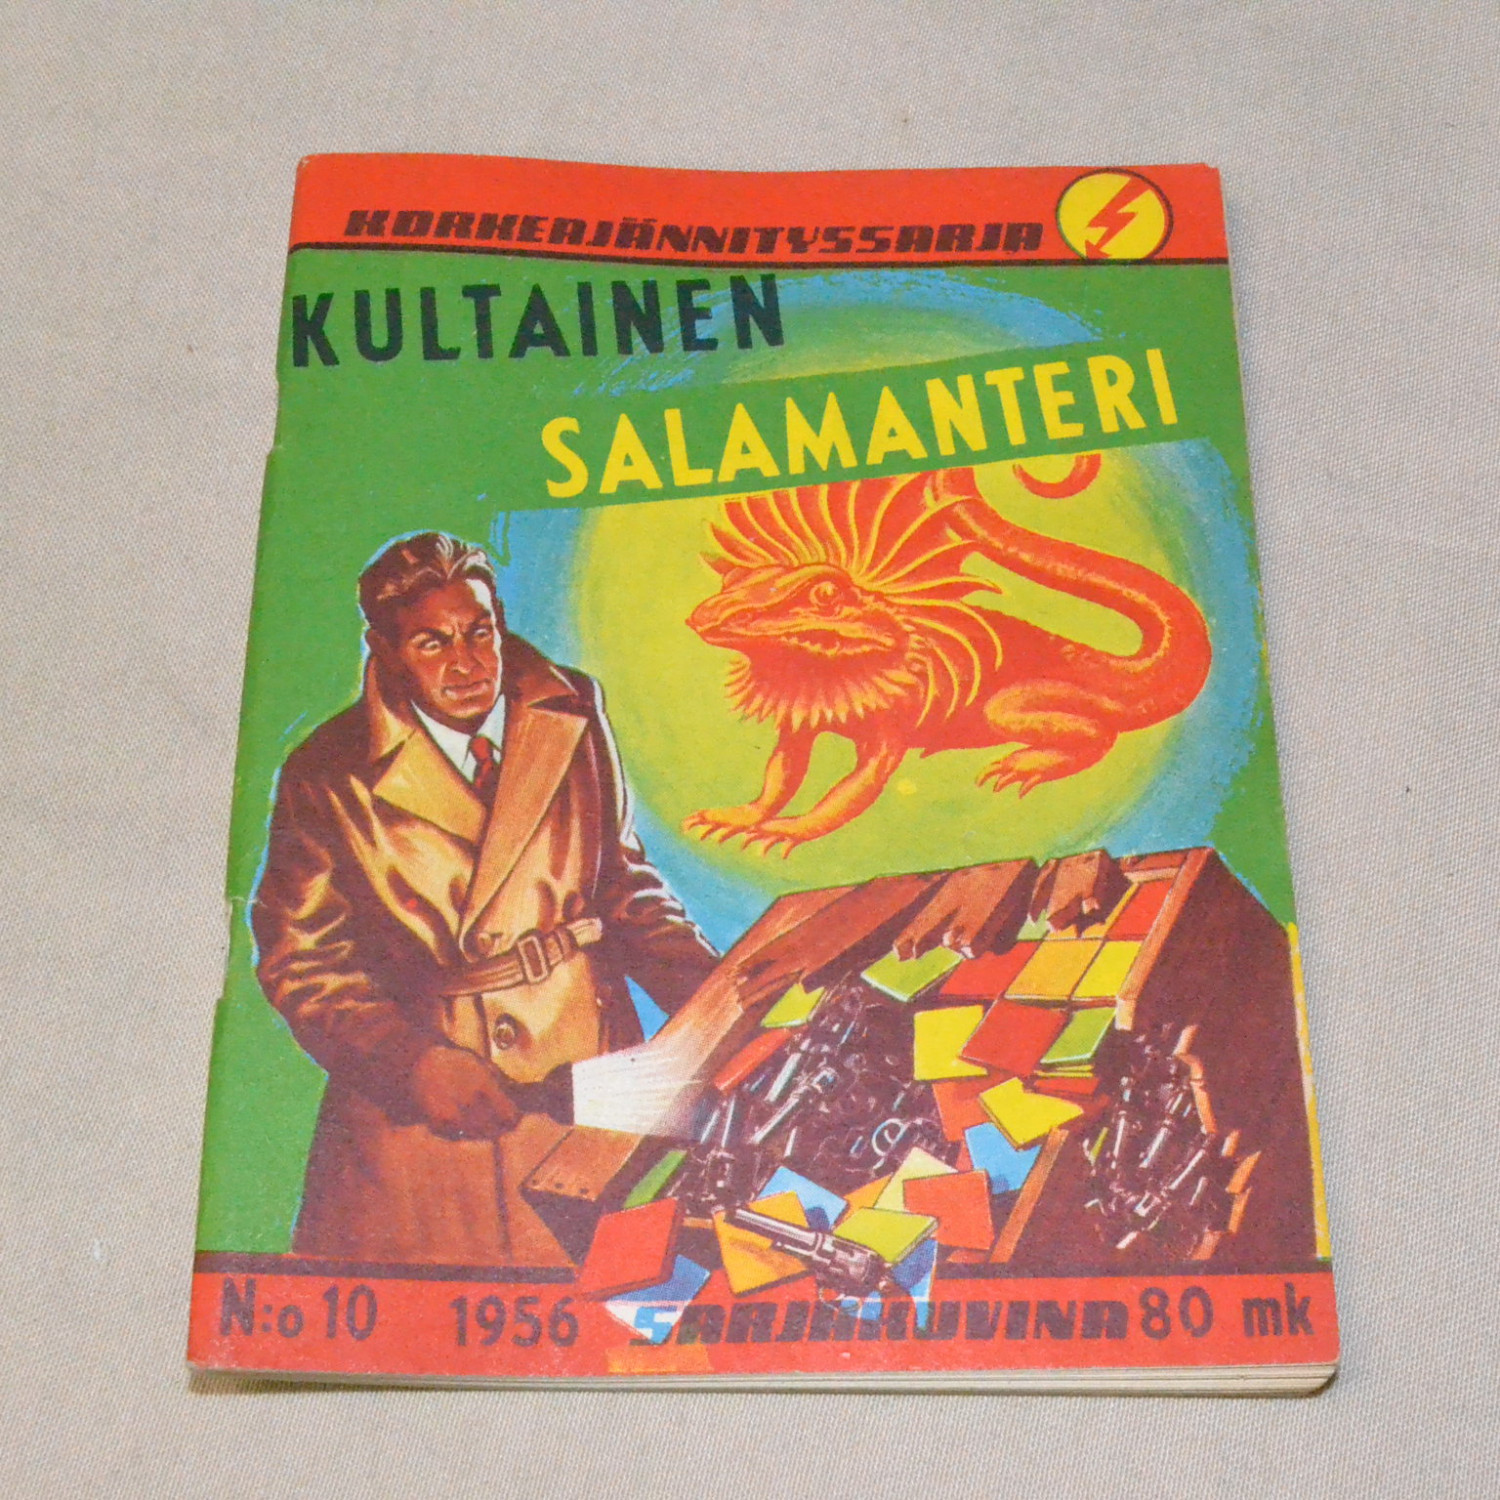 KORKEAJÄNNITYSSARJA
KULTAINEN
SALAMANTERI
N:o 10 1956 SARJAKUVINA 80 mk